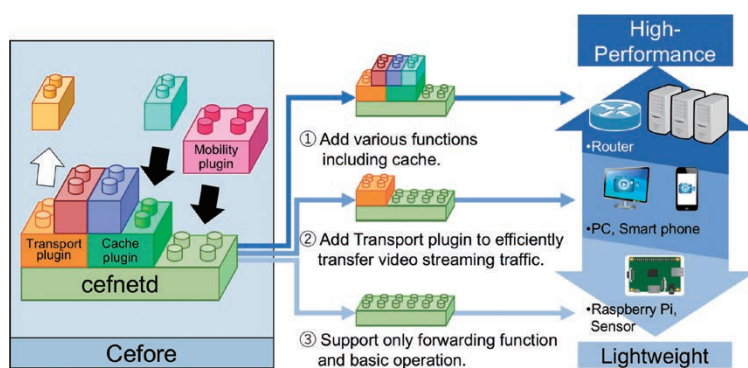 Mobility
plugin
Transport
plugin
Cache
plugin
cefnetd
Cefore
① Add various functions
including cache.
② Add Transport plugin to efficiently
transfer video streaming traffic.
③ Support only forwarding function
and basic operation.
High-
Performance
•Router
•PC, Smart phone
•Raspberry Pi,
Sensor
Lightweight